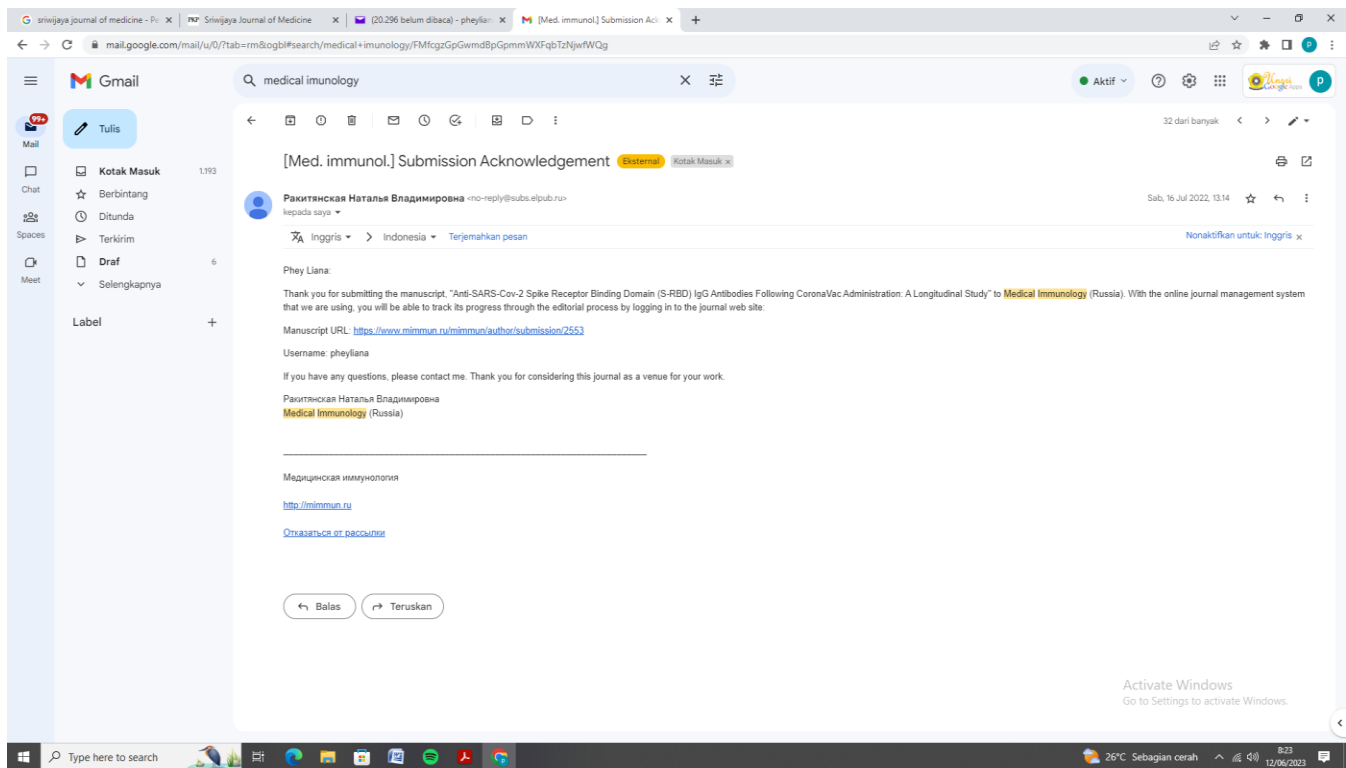 sriwijaya journal of medicine - Pe
PKP Sriwijaya Journal of Medicine
(20.296 belum dibaca) - pheylian
[Med. immunol.] Submission Ack
mail.google.com/mail/u/0/?tab=rm&ogbl#search/medical+imunology/FMfcgzGpGwmdBpGpmmWXFqbTzNjwfWQg
P
Gmail
medical imunology
Aktif
P
99+
Mail
Chat
Spaces
Meet
Tulis
Kotak Masuk 1.193
Berbintang
Ditunda
Terkirim
Draf 6
Selengkapnya
Label +
32 dari banyak
[Med. immunol.] Submission Acknowledgement Eksternal Kotak Masuk x
Ракитянская Наталья Владимировна <no-reply@subs.elpub.ru> Sab, 16 Jul 2022, 13.14
kepada saya
Inggris > Indonesia Terjemahkan pesan Nonaktifkan untuk: Inggris x
Phey Liana:
Thank you for submitting the manuscript, "Anti-SARS-Cov-2 Spike Receptor Binding Domain (S-RBD) IgG Antibodies Following CoronaVac Administration: A Longitudinal Study" to Medical Immunology (Russia). With the online journal management system
that we are using, you will be able to track its progress through the editorial process by logging in to the journal web site:
Manuscript URL: https://www.mimmun.ru/mimmun/author/submission/2553
Username: pheyliana
If you have any questions, please contact me. Thank you for considering this journal as a venue for your work.
Ракитянская Наталья Владимировна
Medical Immunology (Russia)
Медицинская иммунология
http://mimmun.ru
Отказаться от рассылки
Balas Teruskan
Activate Windows
Go to Settings to activate Windows.
Type here to search
26°C Sebagian cerah
8:23
12/06/2023